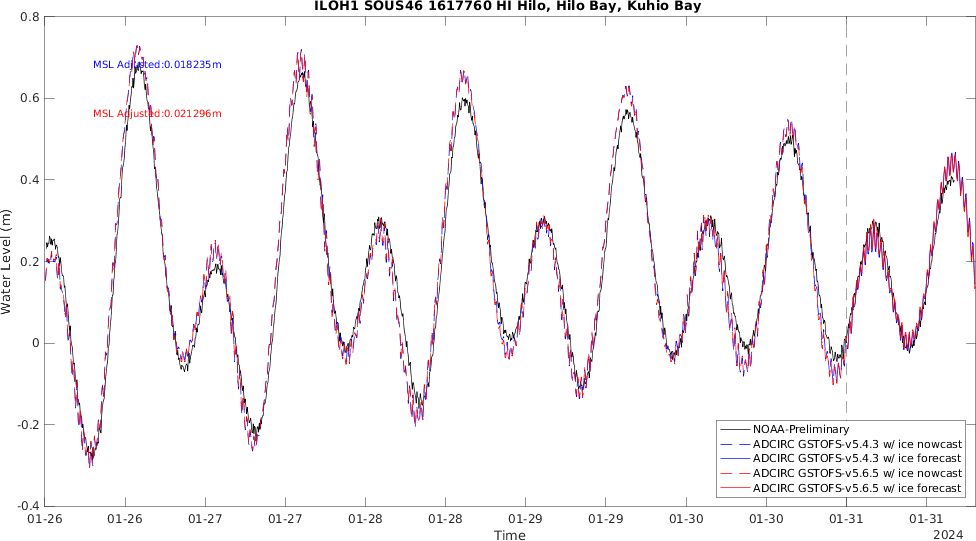 ILOH1 SOUS46 1617760 HI Hilo, Hilo Bay, Kuhio Bay
0.8
MSL Adjusted:0.018235m
0.6
MSL Adjusted:0.021296m
0.4
0.2
Water Level (m)
0
-0.2
NOAA-Preliminary
ADCIRC GSTOFS-v5.4.3 w/ ice nowcast
ADCIRC GSTOFS-v5.4.3 w/ ice forecast
ADCIRC GSTOFS-v5.6.5 w/ ice nowcast
ADCIRC GSTOFS-v5.6.5 w/ ice forecast
-0.4
01-26 01-26 01-27 01-27 01-28 01-28 01-29 01-29 01-30 01-30 01-31 01-31
Time 2024